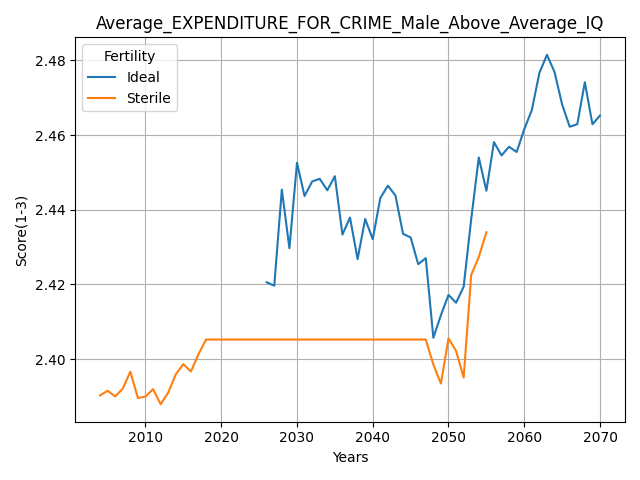 Average_EXPENDITURE_FOR_CRIME_Male_Above_Average_IQ
Fertility
Ideal
Sterile
Score(1-3)
2.48
2.46
2.44
2.42
2.40
2010 2020 2030 2040 2050 2060 2070
Years